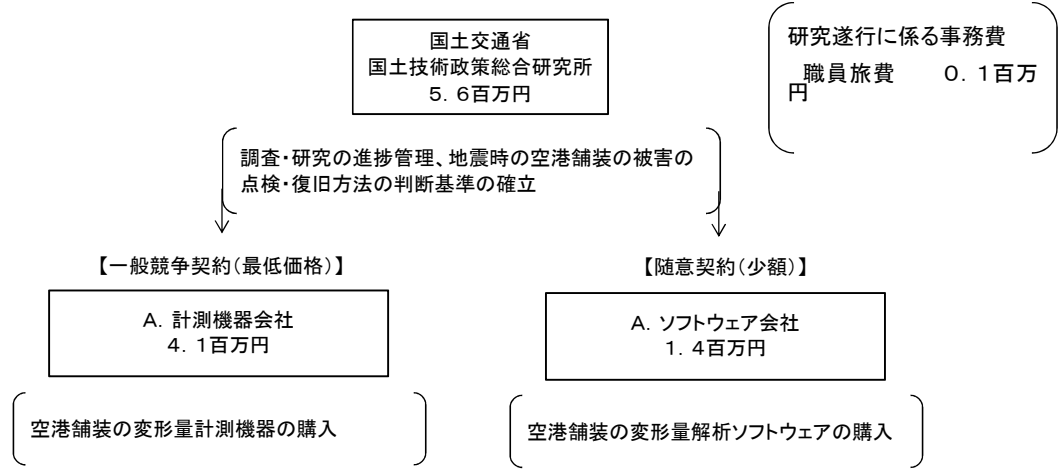 国土交通省
国土技術政策総合研究所
５．６百万円
研究遂行に係る事務費
職員旅費　　０．１百万
円
調査・研究の進捗管理、地震時の空港舗装の被害の
点検・復旧方法の判断基準の確立
【一般競争契約（最低価格）】
【随意契約（少額）】
Ａ．計測機器会社
４．１百万円
Ａ．ソフトウェア会社
１．４百万円
空港舗装の変形量計測機器の購入
空港舗装の変形量解析ソフトウェアの購入